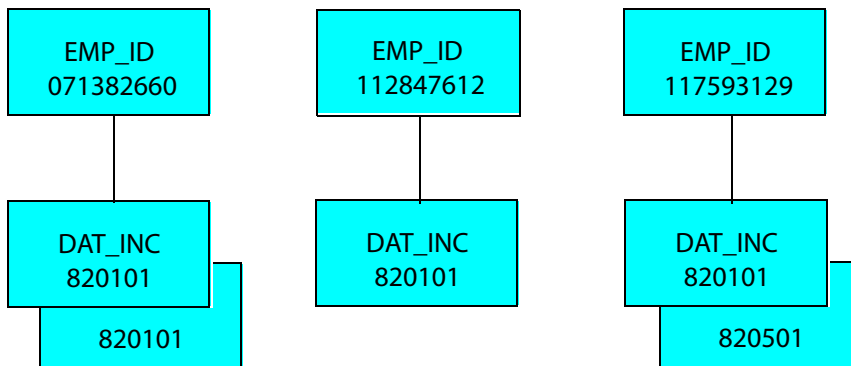 EMP_ID
071382660
EMP_ID
112847612
EMP_ID
117593129
DAT_INC
820101
820101
DAT_INC
820101
DAT_INC
820101
820501